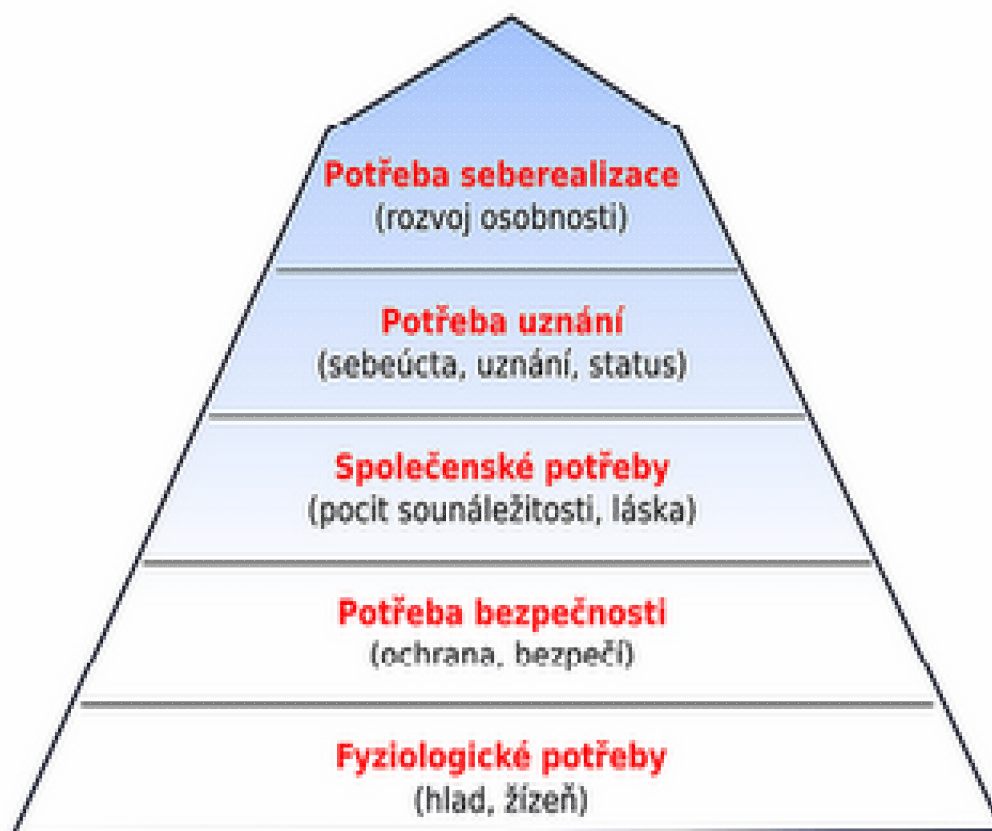 Potřeba seberealizace
(rozvoj osobnosti)
Potřeba uznání
(sebeúcta, uznání, status)
Společenské potřeby
(pocit sounáležitosti, láska)
Potřeba bezpečnosti
(ochrana, bezpečí)
Fyziologické potřeby
(hlad, žízeň)